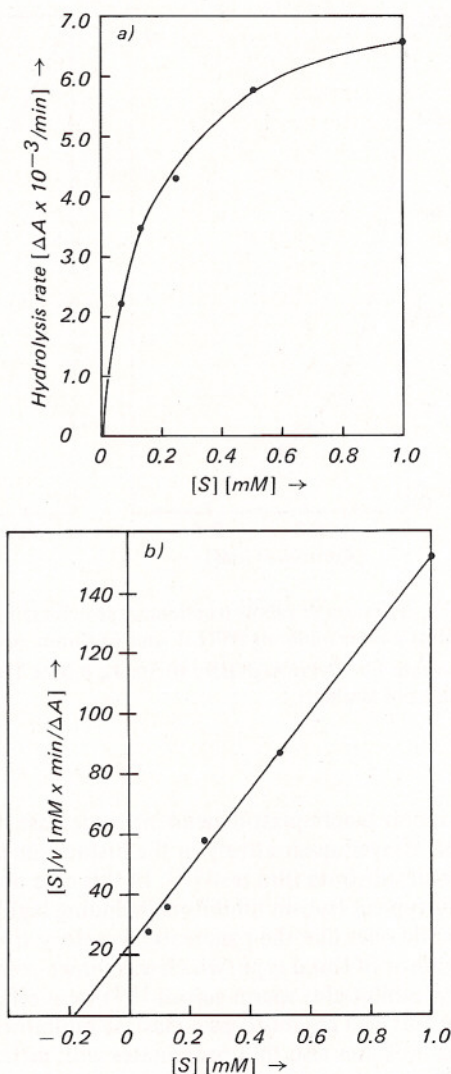 a)
7.0
6.0
5.0
4.0
3.0
2.0
1.0
0
Hydrolysis rate [ΔA x 10⁻³/min] →
0 0.2 0.4 0.6 0.8 1.0
[S] [mM] →
b)
140
120
100
80
60
40
20
[S]/v [mM x min/ΔA] →
−0.2 0 0.2 0.4 0.6 0.8 1.0
[S] [mM] →